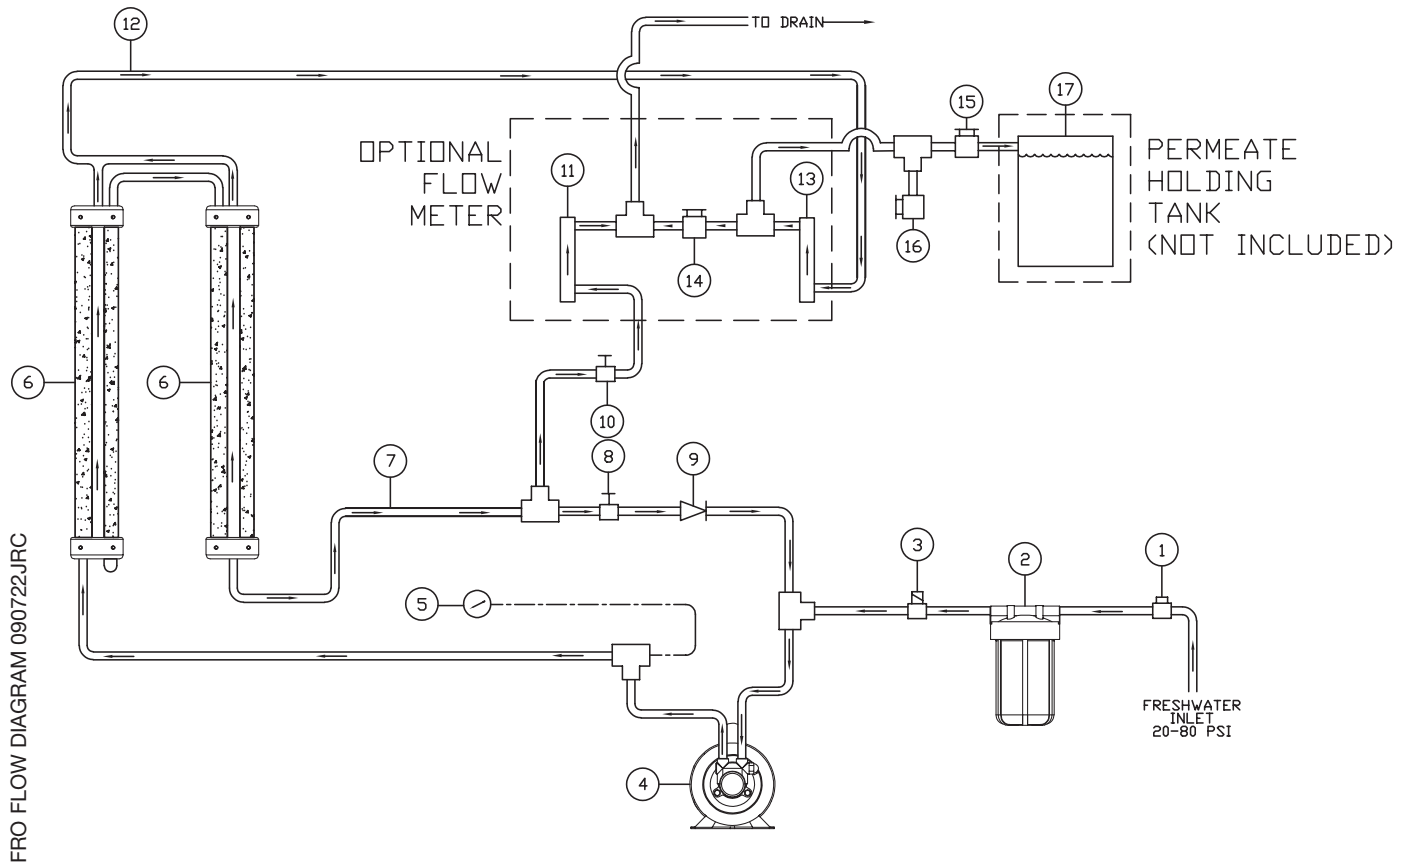 12
TO DRAIN
15
17
OPTIONAL
FLOW
METER
11
13
PERMEATE
HOLDING
TANK
(NOT INCLUDED)
16
14
6
6
10
7
8
9
3
2
1
5
FRESHWATER
INLET
20-80 PSI
4
FRO FLOW DIAGRAM 090722JRC